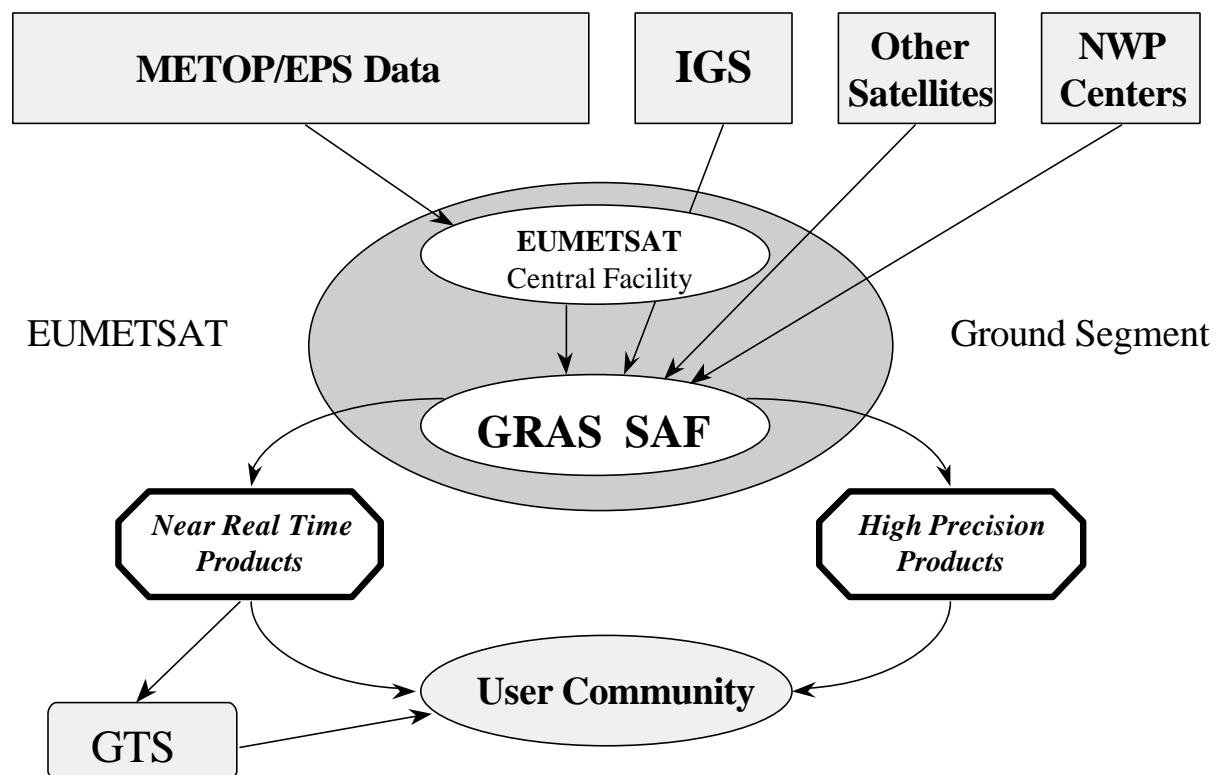 METOP/EPS Data
IGS
Other
Satellites
NWP
Centers
EUMETSAT
Central Facility
EUMETSAT
Ground Segment
GRAS SAF
Near Real Time
Products
High Precision
Products
User Community
GTS